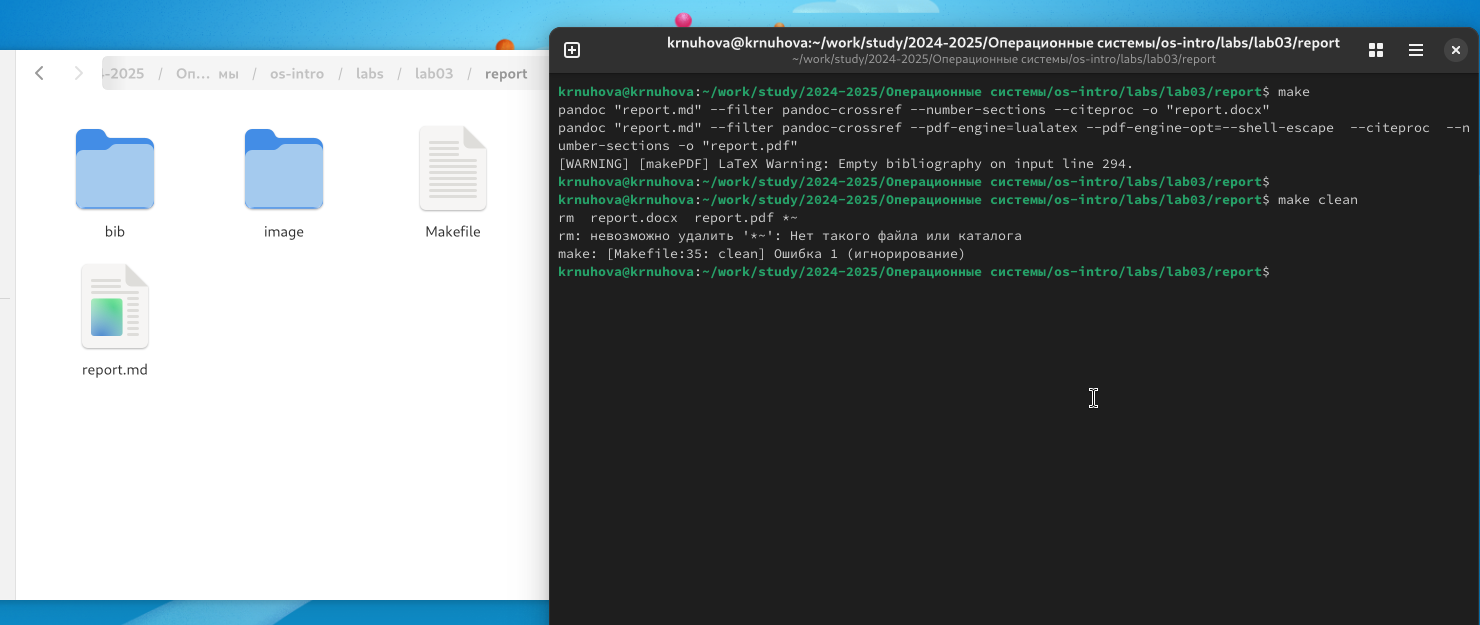 -2025 / Оп... мы / os-intro / labs / lab03 / report
bib
image
Makefile
report.md
krnuhova@krnuhova:~/work/study/2024-2025/Операционные системы/os-intro/labs/lab03/report
~/work/study/2024-2025/Операционные системы/os-intro/labs/lab03/report
krnuhova@krnuhova:~/work/study/2024-2025/Операционные системы/os-intro/labs/lab03/report$ make
pandoc "report.md" --filter pandoc-crossref --number-sections --citeproc -o "report.docx"
pandoc "report.md" --filter pandoc-crossref --pdf-engine=lualatex --pdf-engine-opt=--shell-escape  --citeproc  --n
umber-sections -o "report.pdf"
[WARNING] [makePDF] LaTeX Warning: Empty bibliography on input line 294.
krnuhova@krnuhova:~/work/study/2024-2025/Операционные системы/os-intro/labs/lab03/report$
krnuhova@krnuhova:~/work/study/2024-2025/Операционные системы/os-intro/labs/lab03/report$ make clean
rm  report.docx  report.pdf *~
rm: невозможно удалить '*~': Нет такого файла или каталога
make: [Makefile:35: clean] Ошибка 1 (игнорирование)
krnuhova@krnuhova:~/work/study/2024-2025/Операционные системы/os-intro/labs/lab03/report$